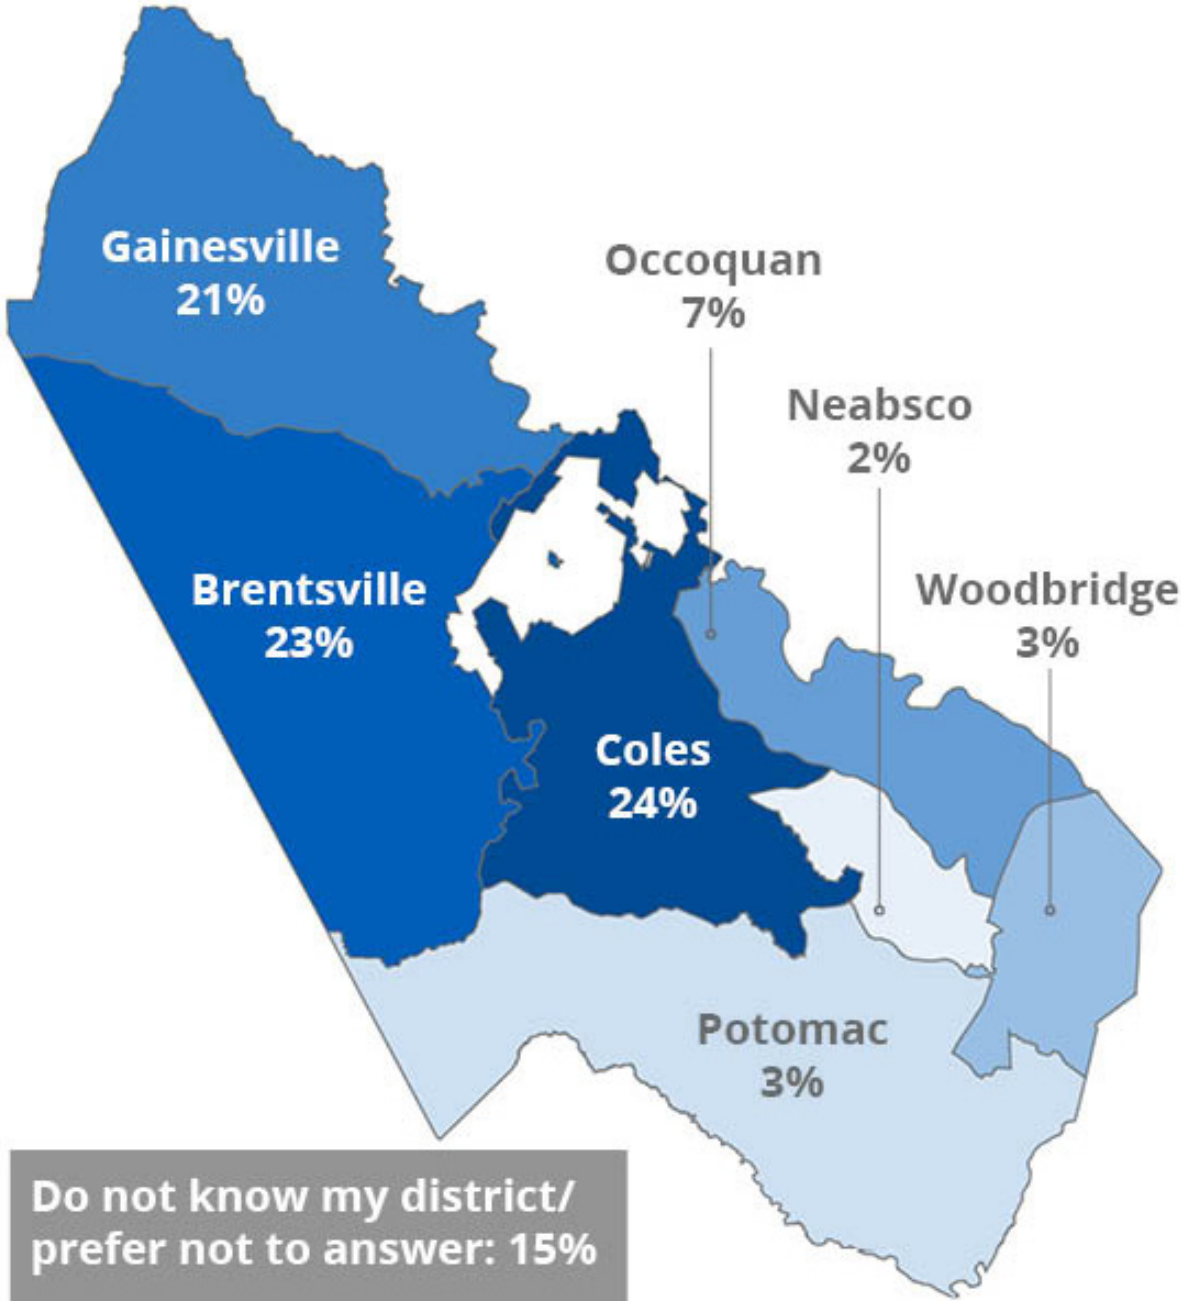 Gainesville
21%
Occoquan
7%
Neabsco
2%
Brentsville
23%
Woodbridge
3%
Coles
24%
Potomac
3%
Do not know my district/
prefer not to answer: 15%